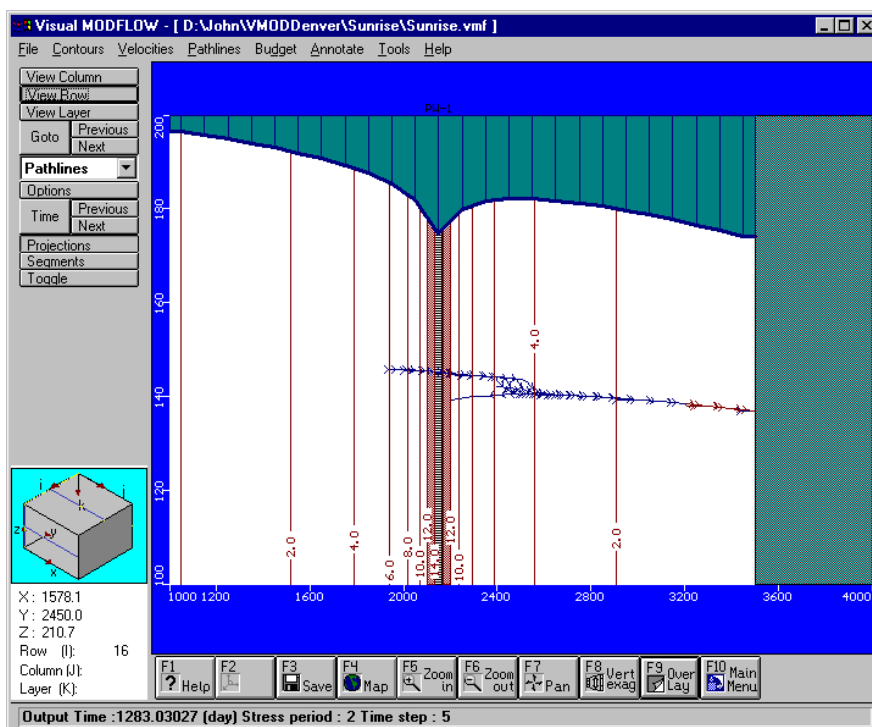 Visual MODFLOW - [ D:\John\VMODDenver\Sunrise\Sunrise.vmf ]
File Contours Velocities Pathlines Budget Annotate Tools Help
View Column
View Row
View Layer
Goto Previous
Next
Pathlines
Options
Time Previous
Next
Projections
Segments
Toggle
PW-1
200
180
160
140
120
100
4.0
2.0 4.0 6.0 8.0 10.0 12.0 14.0 12.0 10.0 2.0
1000 1200 1600 2000 2400 2800 3200 3600 4000
i j
k
z y
x
X : 1578.1
Y : 2450.0
Z : 210.7
Row (I): 16
Column (J):
Layer (K):
F1 Help F2 F3 Save F4 Map F5 Zoom in F6 Zoom out F7 Pan F8 Vert exag F9 Over Lay F10 Main Menu
Output Time :1283.03027 (day) Stress period : 2 Time step : 5